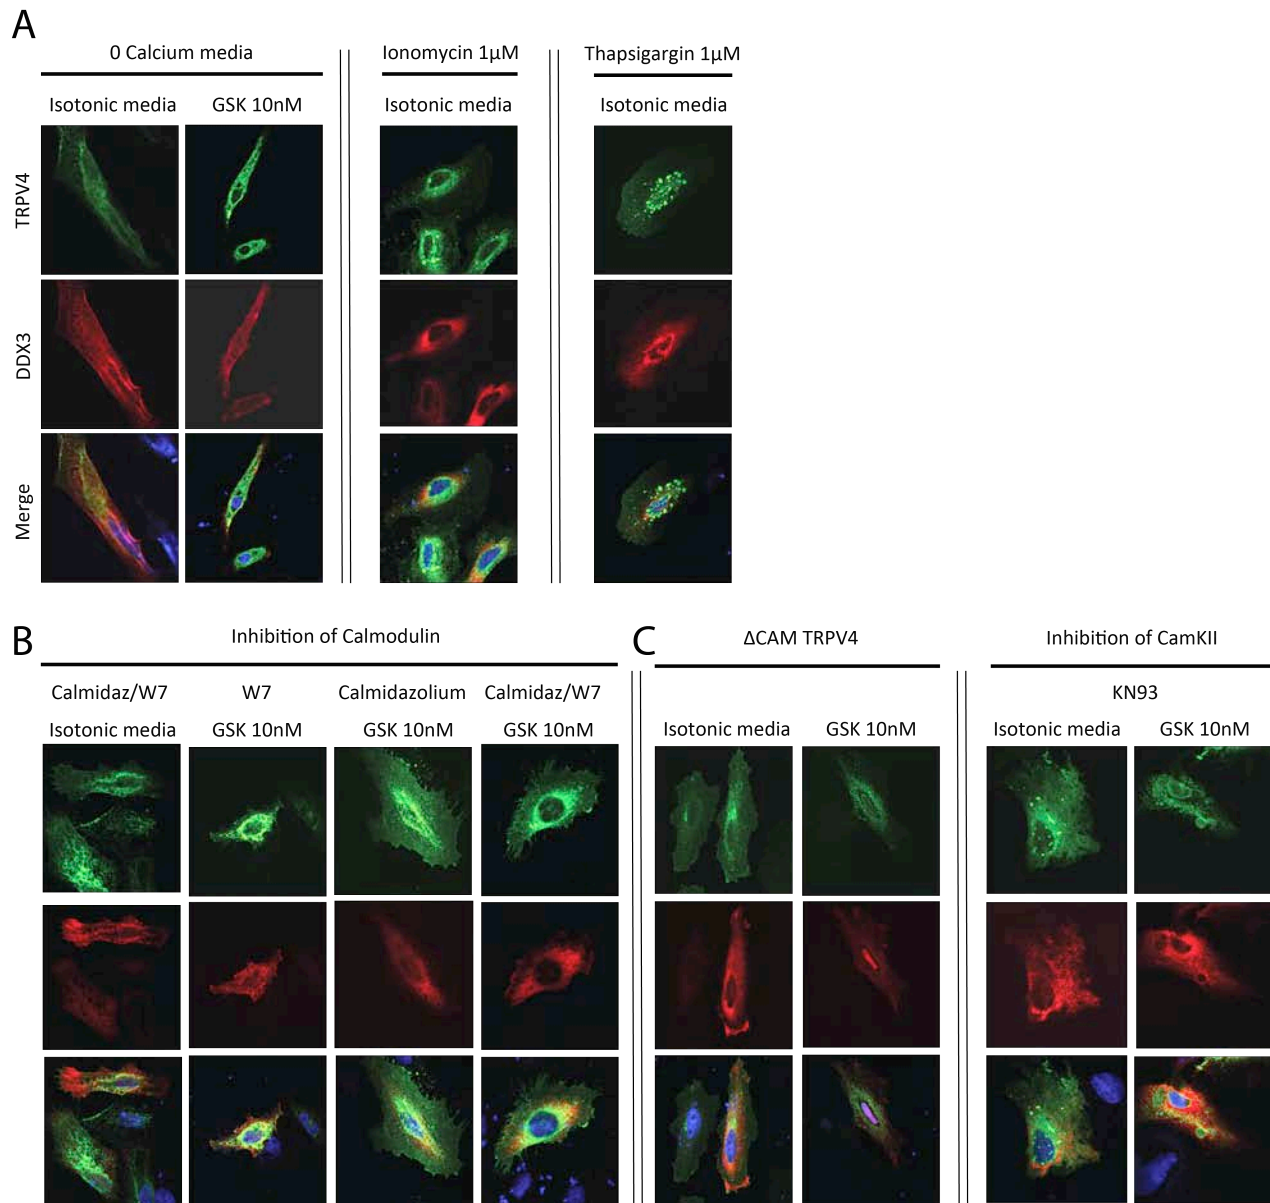 A
0 Calcium media
Ionomycin 1µM
Thapsigargin 1µM
Isotonic media
GSK 10nM
Isotonic media
Isotonic media
TRPV4
DDX3
Merge
B
Inhibition of Calmodulin
C
ΔCAM TRPV4
Inhibition of CamKII
Calmidaz/W7
W7
Calmidazolium
Calmidaz/W7
KN93
Isotonic media
GSK 10nM
GSK 10nM
GSK 10nM
Isotonic media
GSK 10nM
Isotonic media
GSK 10nM